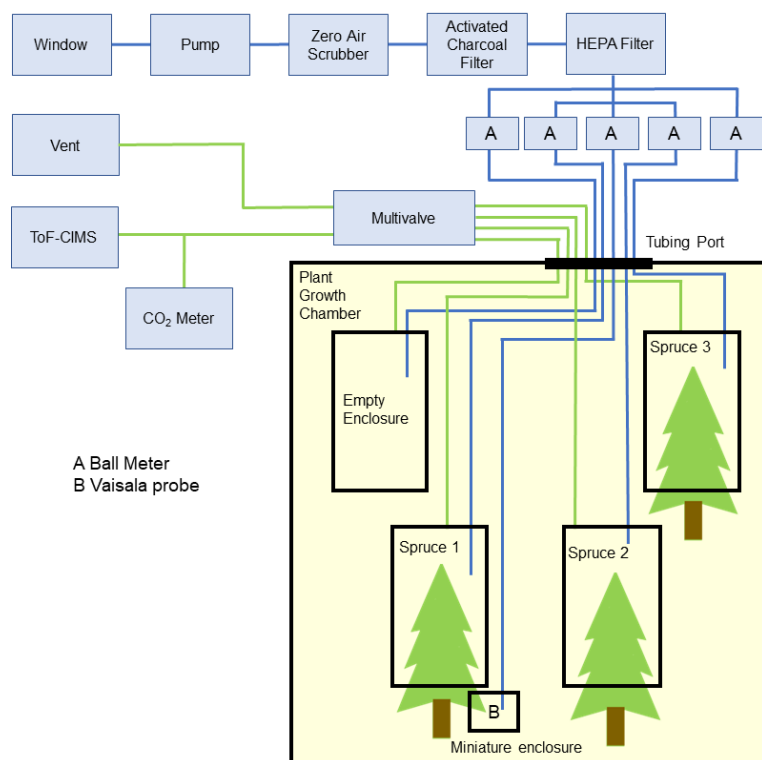 Window
Pump
Zero Air
Scrubber
Activated
Charcoal
Filter
HEPA Filter
A
A
A
A
A
Vent
Multivalve
ToF-CIMS
Tubing Port
CO₂ Meter
Plant
Growth
Chamber
Spruce 3
Empty
Enclosure
A Ball Meter
B Vaisala probe
Spruce 1
Spruce 2
B
Miniature enclosure